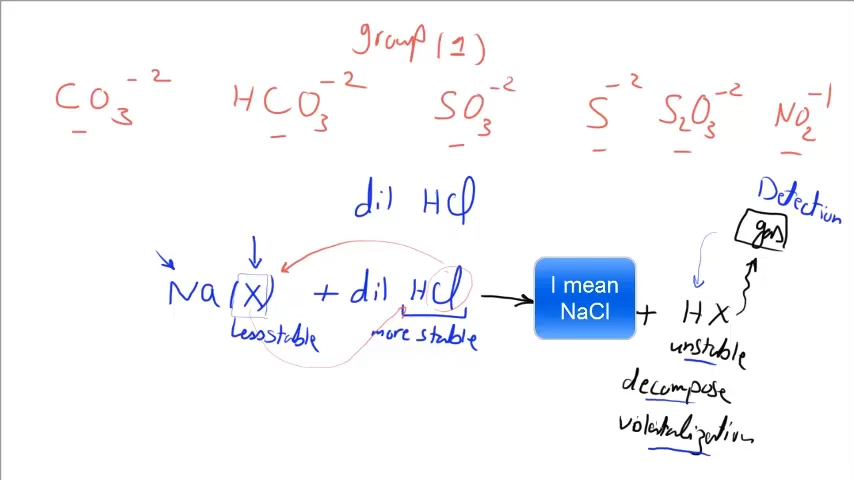 group (1)
CO₃⁻² HCO₃⁻² SO₃⁻² S⁻² S₂O₃⁻² NO₂⁻¹
dil HCl
Detection
gas
Na (X) + dil HCl → I mean NaCl + HX
less stable more stable unstable
decompose
volatalization